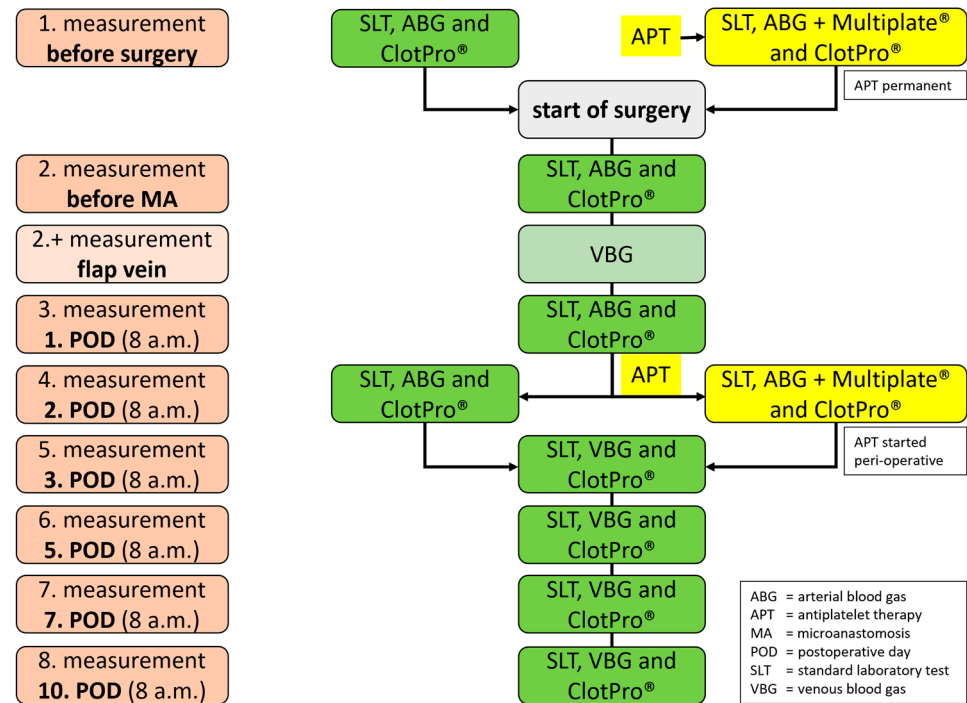 1. measurement
before surgery
SLT, ABG and
ClotPro®
APT
SLT, ABG + Multiplate®
and ClotPro®
APT permanent
start of surgery
2. measurement
before MA
SLT, ABG and
ClotPro®
2.+ measurement
flap vein
VBG
3. measurement
1. POD (8 a.m.)
SLT, ABG and
ClotPro®
4. measurement
2. POD (8 a.m.)
SLT, ABG and
ClotPro®
APT
SLT, ABG + Multiplate®
and ClotPro®
APT started
peri-operative
5. measurement
3. POD (8 a.m.)
SLT, VBG and
ClotPro®
6. measurement
5. POD (8 a.m.)
SLT, VBG and
ClotPro®
7. measurement
7. POD (8 a.m.)
SLT, VBG and
ClotPro®
8. measurement
10. POD (8 a.m.)
SLT, VBG and
ClotPro®
ABG = arterial blood gas
APT = antiplatelet therapy
MA = microanastomosis
POD = postoperative day
SLT = standard laboratory test
VBG = venous blood gas